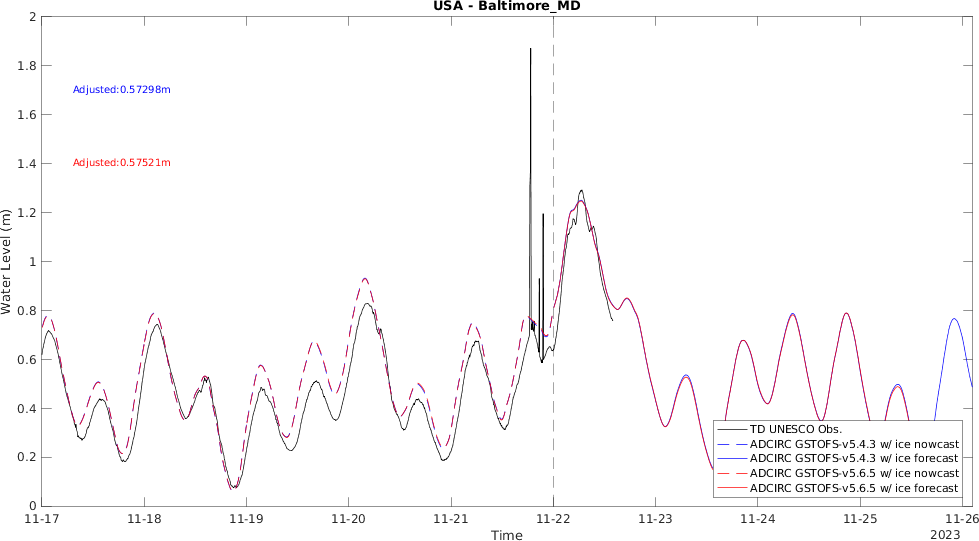 USA - Baltimore_MD
2
1.8
1.6
1.4
1.2
1
0.8
0.6
0.4
0.2
0
Water Level (m)
Adjusted:0.57298m
Adjusted:0.57521m
TD UNESCO Obs.
ADCIRC GSTOFS-v5.4.3 w/ ice nowcast
ADCIRC GSTOFS-v5.4.3 w/ ice forecast
ADCIRC GSTOFS-v5.6.5 w/ ice nowcast
ADCIRC GSTOFS-v5.6.5 w/ ice forecast
11-17 11-18 11-19 11-20 11-21 11-22 11-23 11-24 11-25 11-26
Time
2023